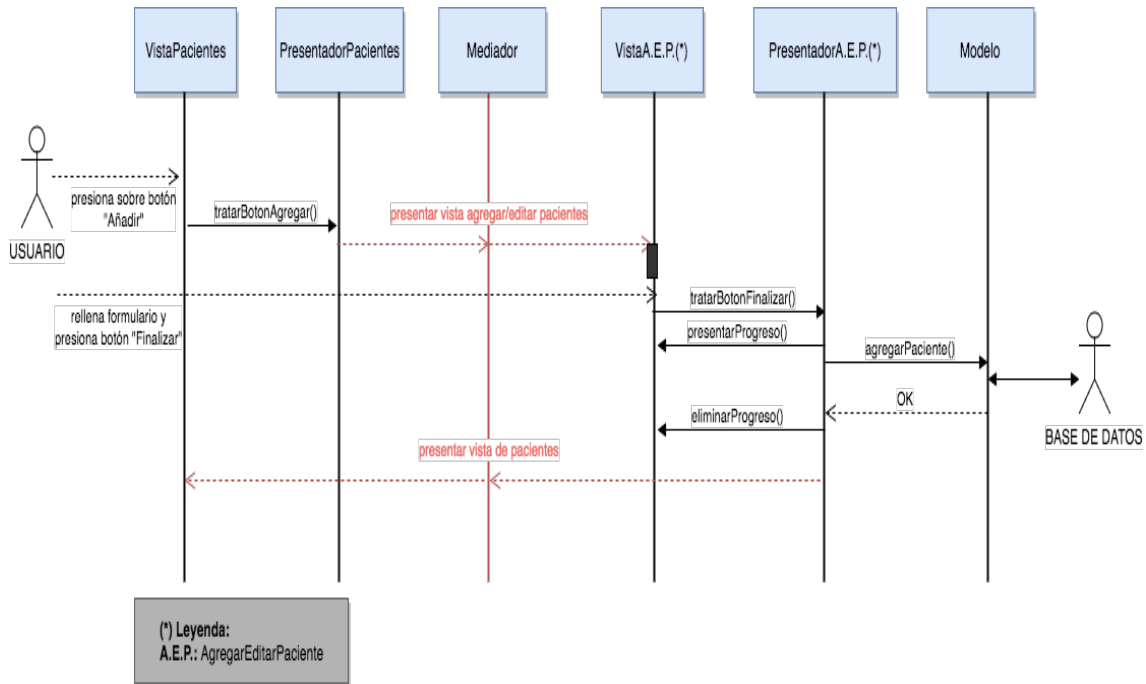 VistaPacientes
PresentadorPacientes
Mediador
VistaA.E.P.(*)
PresentadorA.E.P.(*)
Modelo
presiona sobre botón
"Añadir"
USUARIO
tratarBotonAgregar()
presentar vista agregar/editar pacientes
rellena formulario y
presiona botón "Finalizar"
tratarBotonFinalizar()
presentarProgreso()
agregarPaciente()
OK
eliminarProgreso()
BASE DE DATOS
presentar vista de pacientes
(*) Leyenda:
A.E.P.: AgregarEditarPaciente